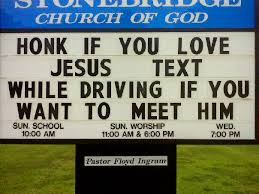 STONEBRIDGE
CHURCH OF GOD
HONK IF YOU LOVE
JESUS TEXT
WHILE DRIVING IF YOU
WANT TO MEET HIM
SUN. SCHOOL SUN. WORSHIP WED.
10:00 AM 11:00 AM & 6:00 PM 7:00 PM
Pastor Floyd Ingram